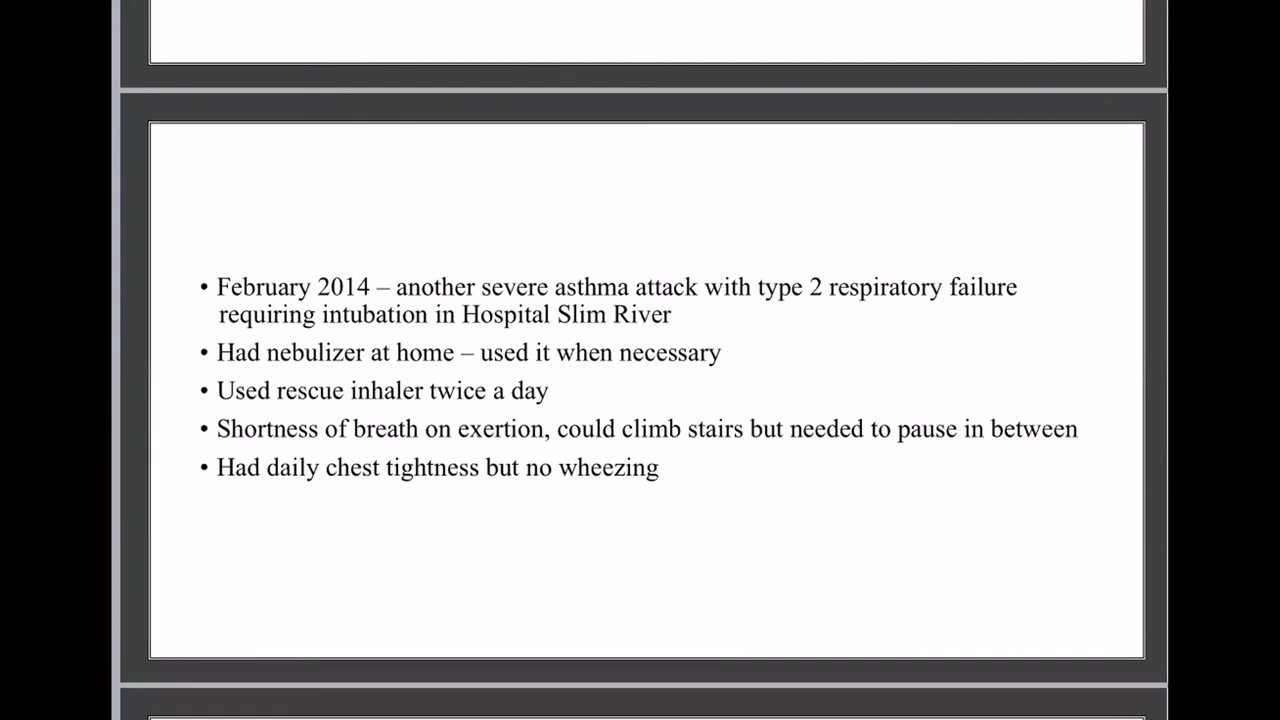 • February 2014 – another severe asthma attack with type 2 respiratory failure
requiring intubation in Hospital Slim River
• Had nebulizer at home – used it when necessary
• Used rescue inhaler twice a day
• Shortness of breath on exertion, could climb stairs but needed to pause in between
• Had daily chest tightness but no wheezing